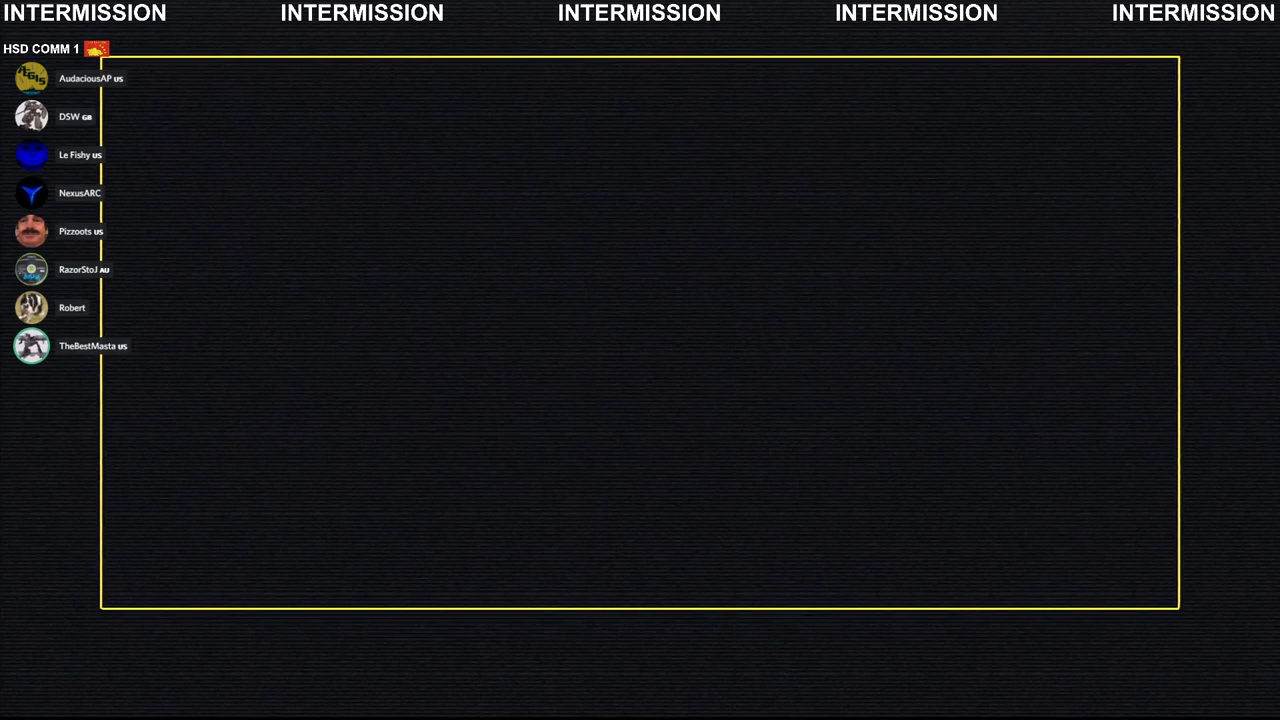 INTERMISSION INTERMISSION INTERMISSION INTERMISSION INTERMISSION
HSD COMM 1
AudaciousAP US
DSW GB
Le Fishy US
NexusARC
Pizzoots US
RazorStoJ AU
Robert
TheBestMasta US